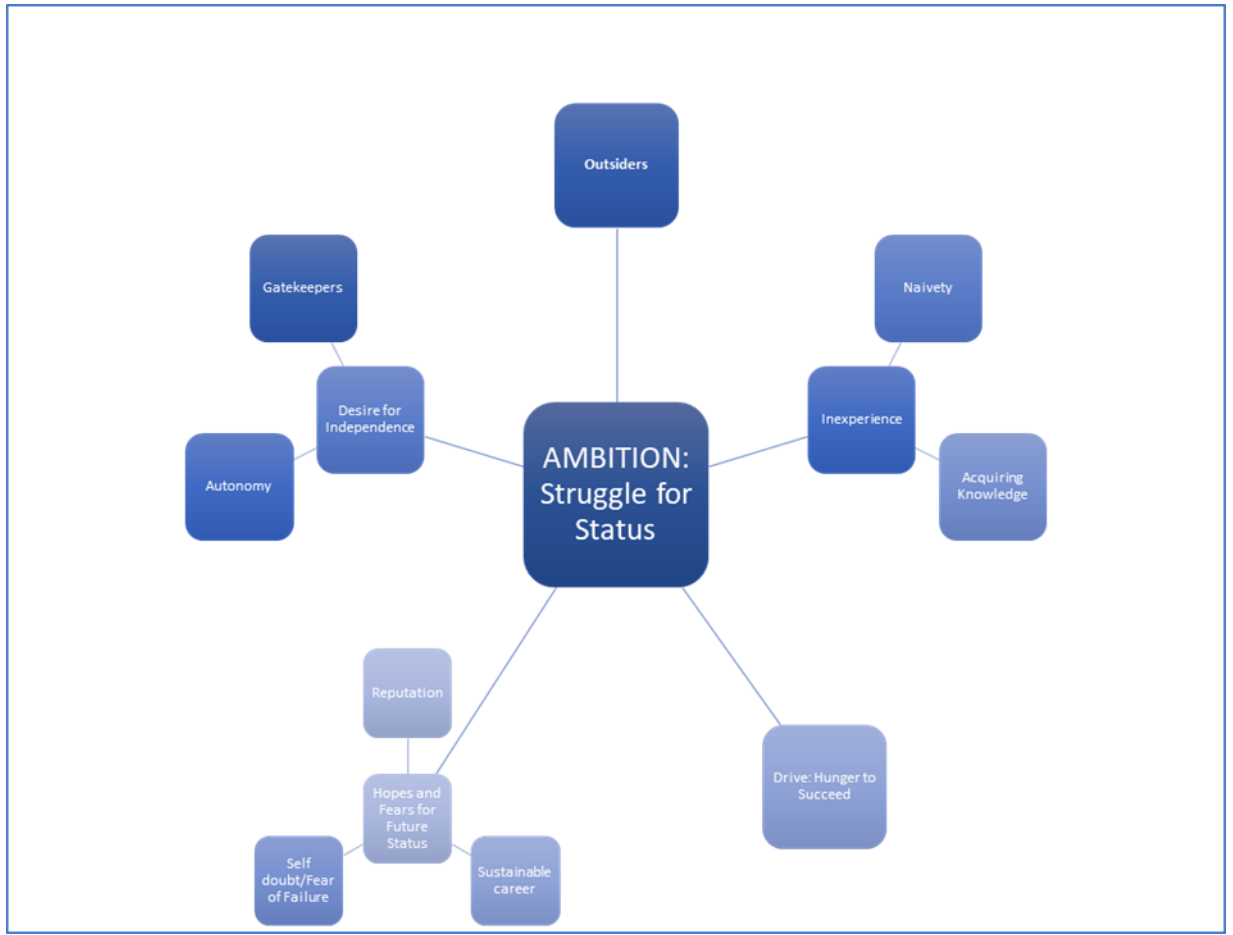 Outsiders
Gatekeepers
Naivety
Desire for
Independence
Inexperience
AMBITION:
Struggle for
Status
Autonomy
Acquiring
Knowledge
Reputation
Drive: Hunger to
Succeed
Hopes and
Fears for
Future
Status
Self
doubt/Fear
of Failure
Sustainable
career